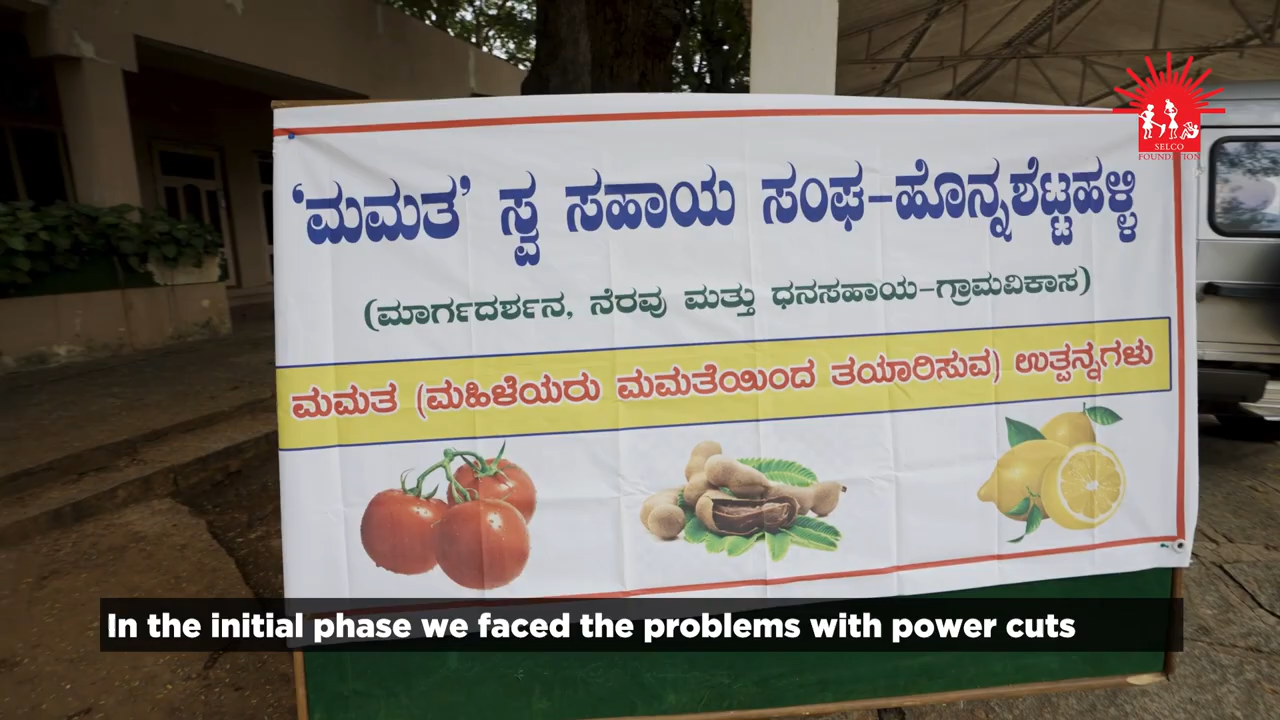 SELCO
FOUNDATION
'ಮಮತ' ಸ್ವ ಸಹಾಯ ಸಂಘ-ಹೊನ್ನಶೆಟ್ಟಹಳ್ಳಿ
(ಮಾರ್ಗದರ್ಶನ, ನೆರವು ಮತ್ತು ಧನಸಹಾಯ-ಗ್ರಾಮವಿಕಾಸ)
ಮಮತ (ಮಹಿಳೆಯರು ಮಮತೆಯಿಂದ ತಯಾರಿಸುವ) ಉತ್ಪನ್ನಗಳು
In the initial phase we faced the problems with power cuts